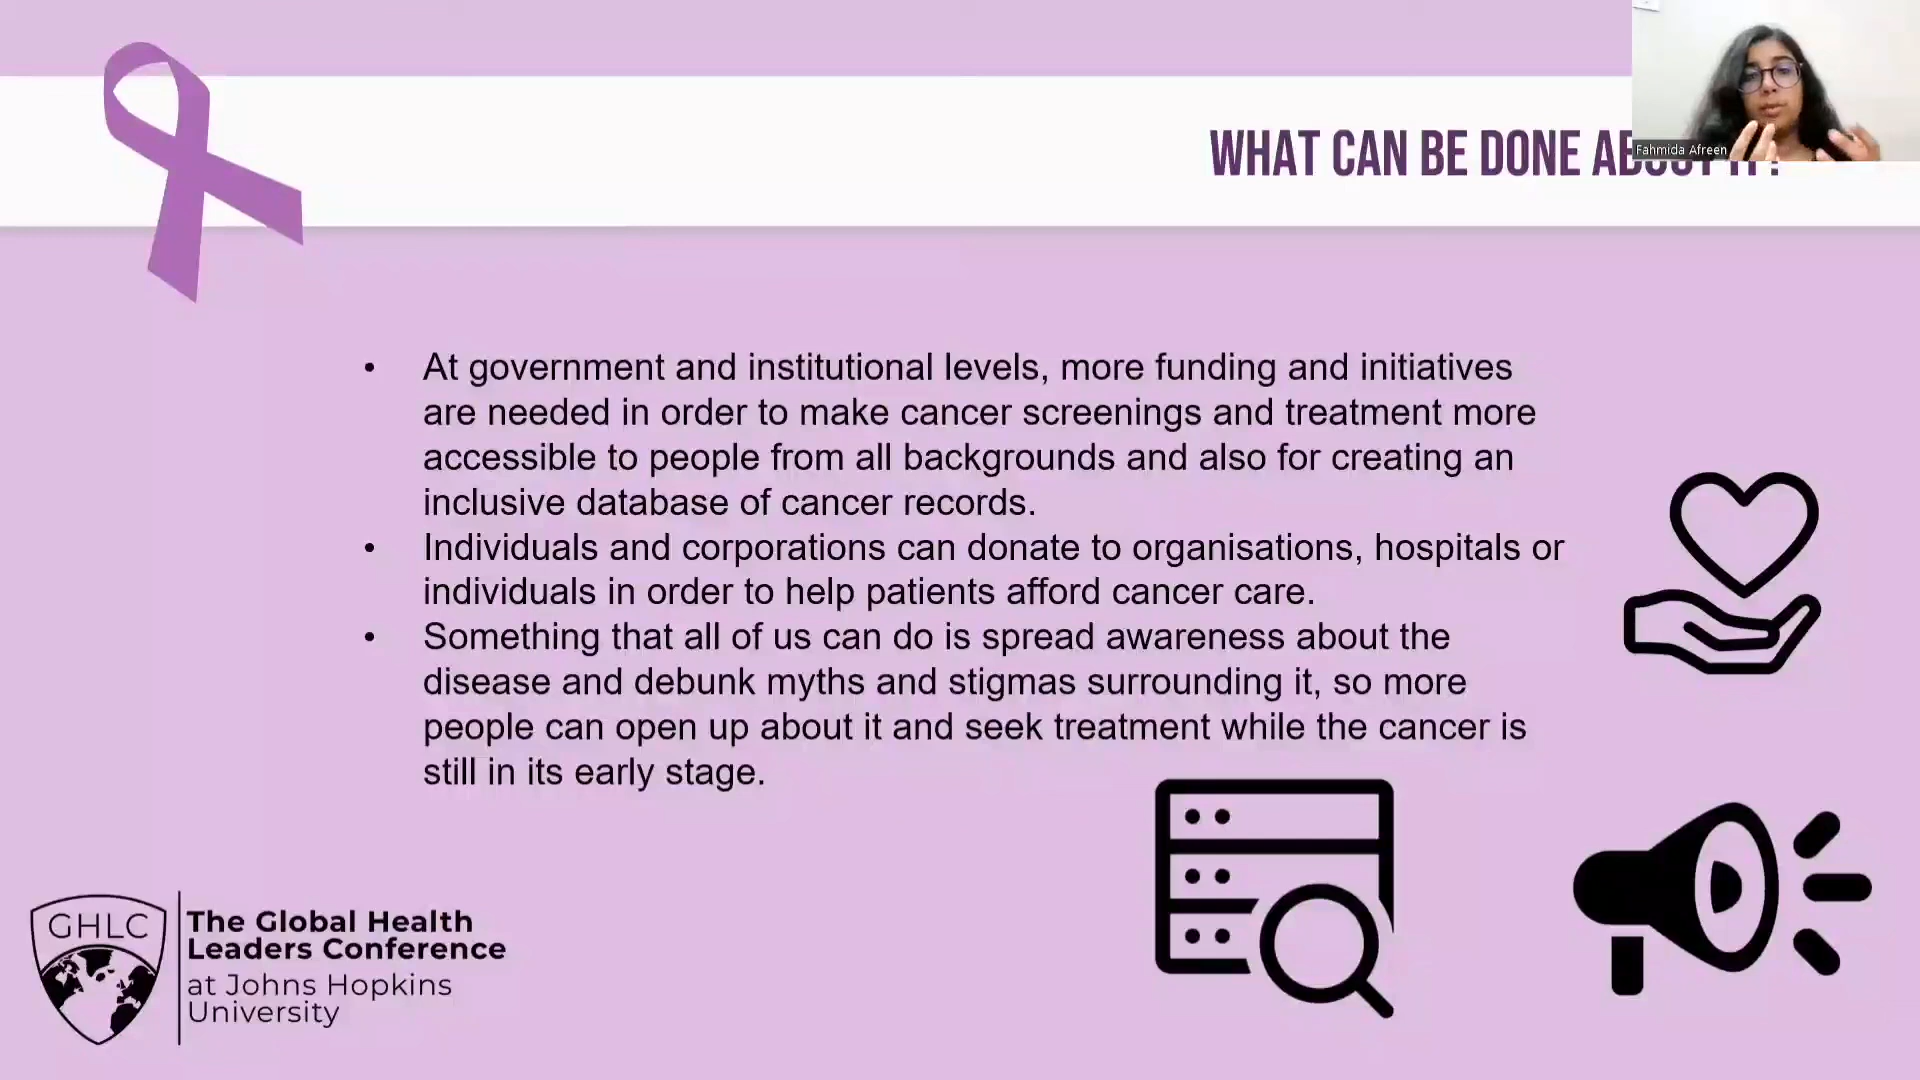 WHAT CAN BE DONE ABOUT IT?
Fahmida Afreen
• At government and institutional levels, more funding and initiatives
are needed in order to make cancer screenings and treatment more
accessible to people from all backgrounds and also for creating an
inclusive database of cancer records.
• Individuals and corporations can donate to organisations, hospitals or
individuals in order to help patients afford cancer care.
• Something that all of us can do is spread awareness about the
disease and debunk myths and stigmas surrounding it, so more
people can open up about it and seek treatment while the cancer is
still in its early stage.
GHLC
The Global Health
Leaders Conference
at Johns Hopkins
University